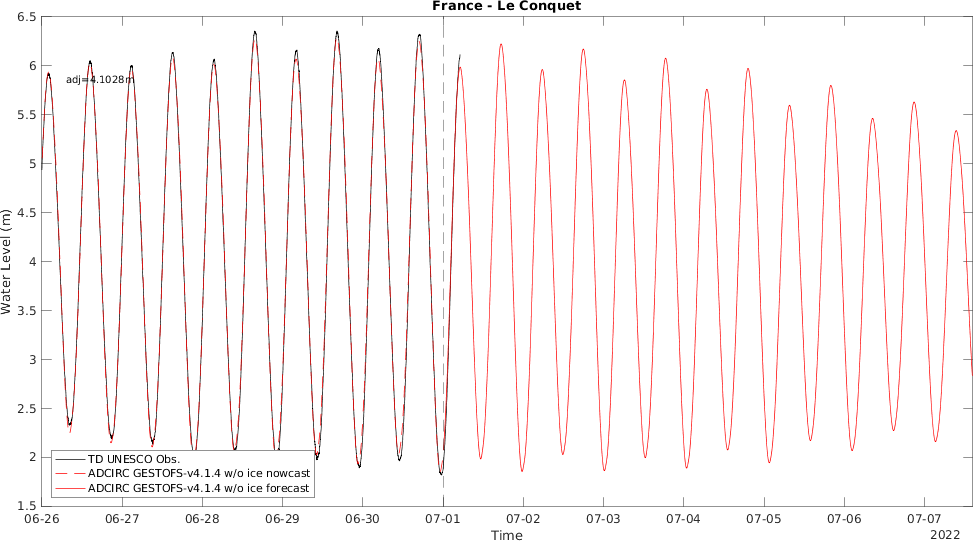 France - Le Conquet
6.5
6
5.5
5
4.5
4
3.5
3
2.5
2
1.5
Water Level (m)
adj=4.1028m
TD UNESCO Obs.
ADCIRC GESTOFS-v4.1.4 w/o ice nowcast
ADCIRC GESTOFS-v4.1.4 w/o ice forecast
06-26 06-27 06-28 06-29 06-30 07-01 07-02 07-03 07-04 07-05 07-06 07-07
Time
2022